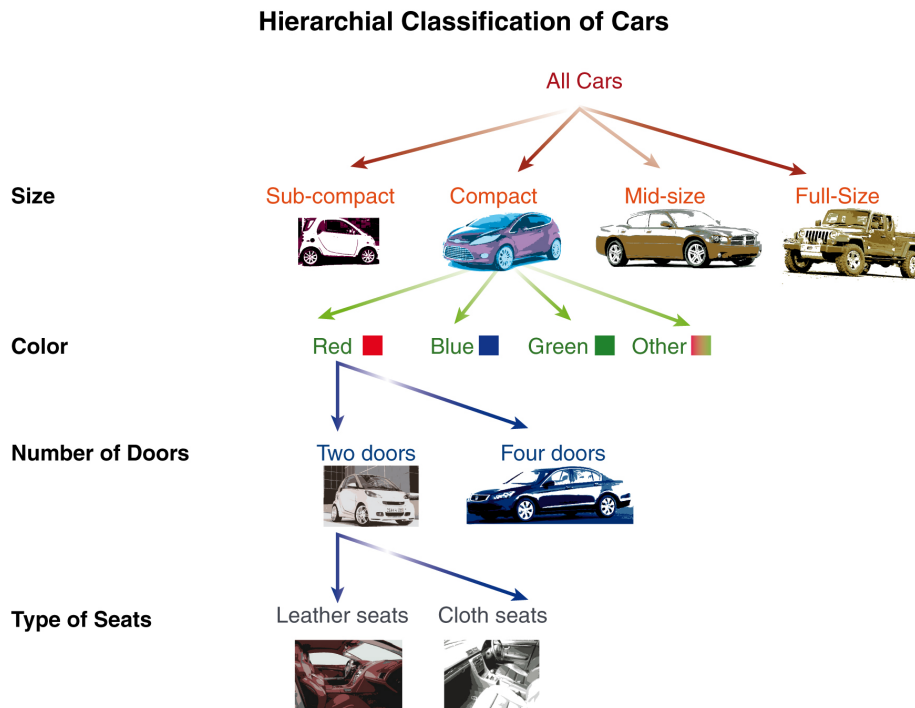 Hierarchial Classification of Cars
All Cars
Size
Sub-compact
Compact
Mid-size
Full-Size
Color
Red
Blue
Green
Other
Number of Doors
Two doors
Four doors
Type of Seats
Leather seats
Cloth seats